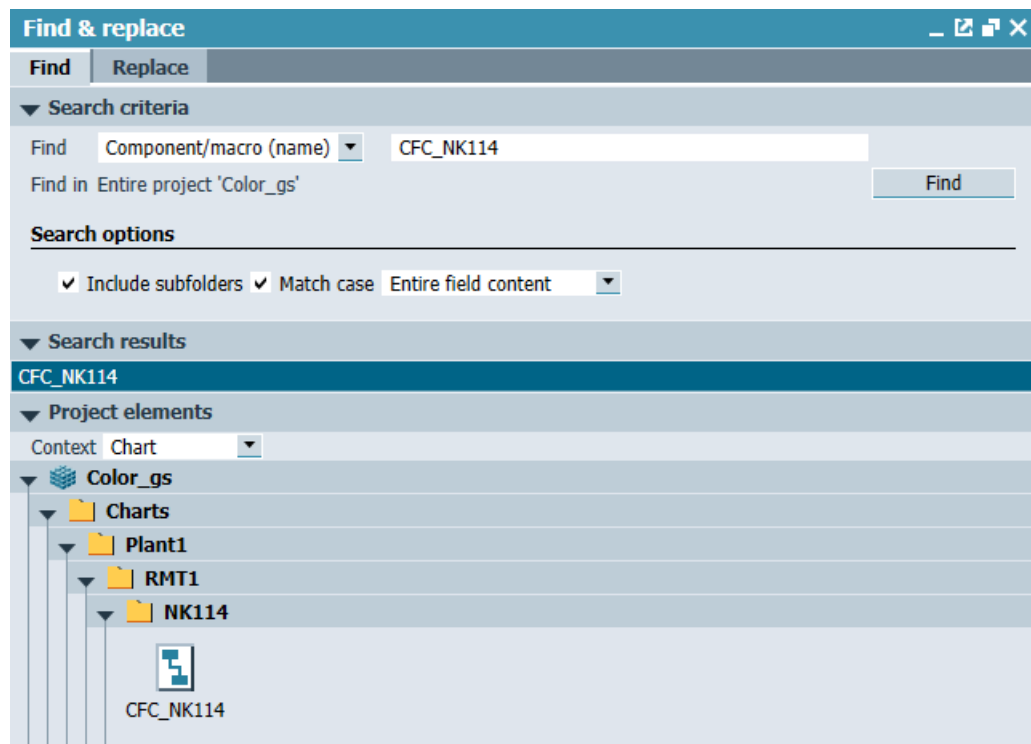 Find & replace
Find Replace
Search criteria
Find Component/macro (name) CFC_NK114
Find in Entire project 'Color_gs' Find
Search options
Include subfolders Match case Entire field content
Search results
CFC_NK114
Project elements
Context Chart
Color_gs
Charts
Plant1
RMT1
NK114
CFC_NK114